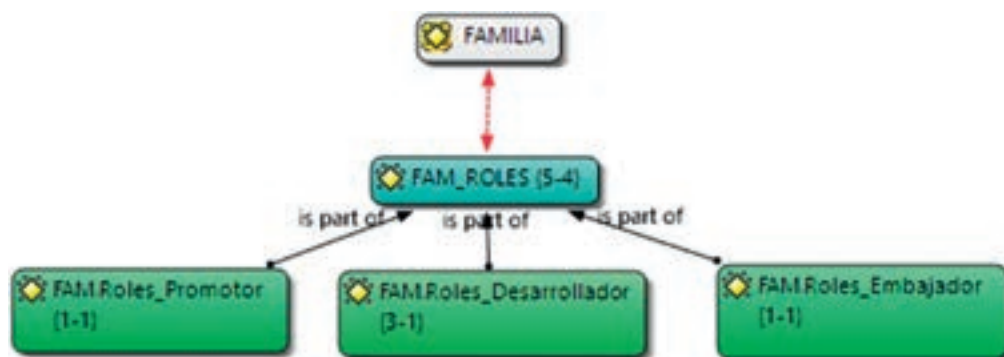 FAMILIA
FAM_ROLES {5-4}
is part of
is part of
is part of
FAM.Roles_Promotor
{1-1}
FAM.Roles_Desarrollador
{3-1}
FAM.Roles_Embajador
{1-1}